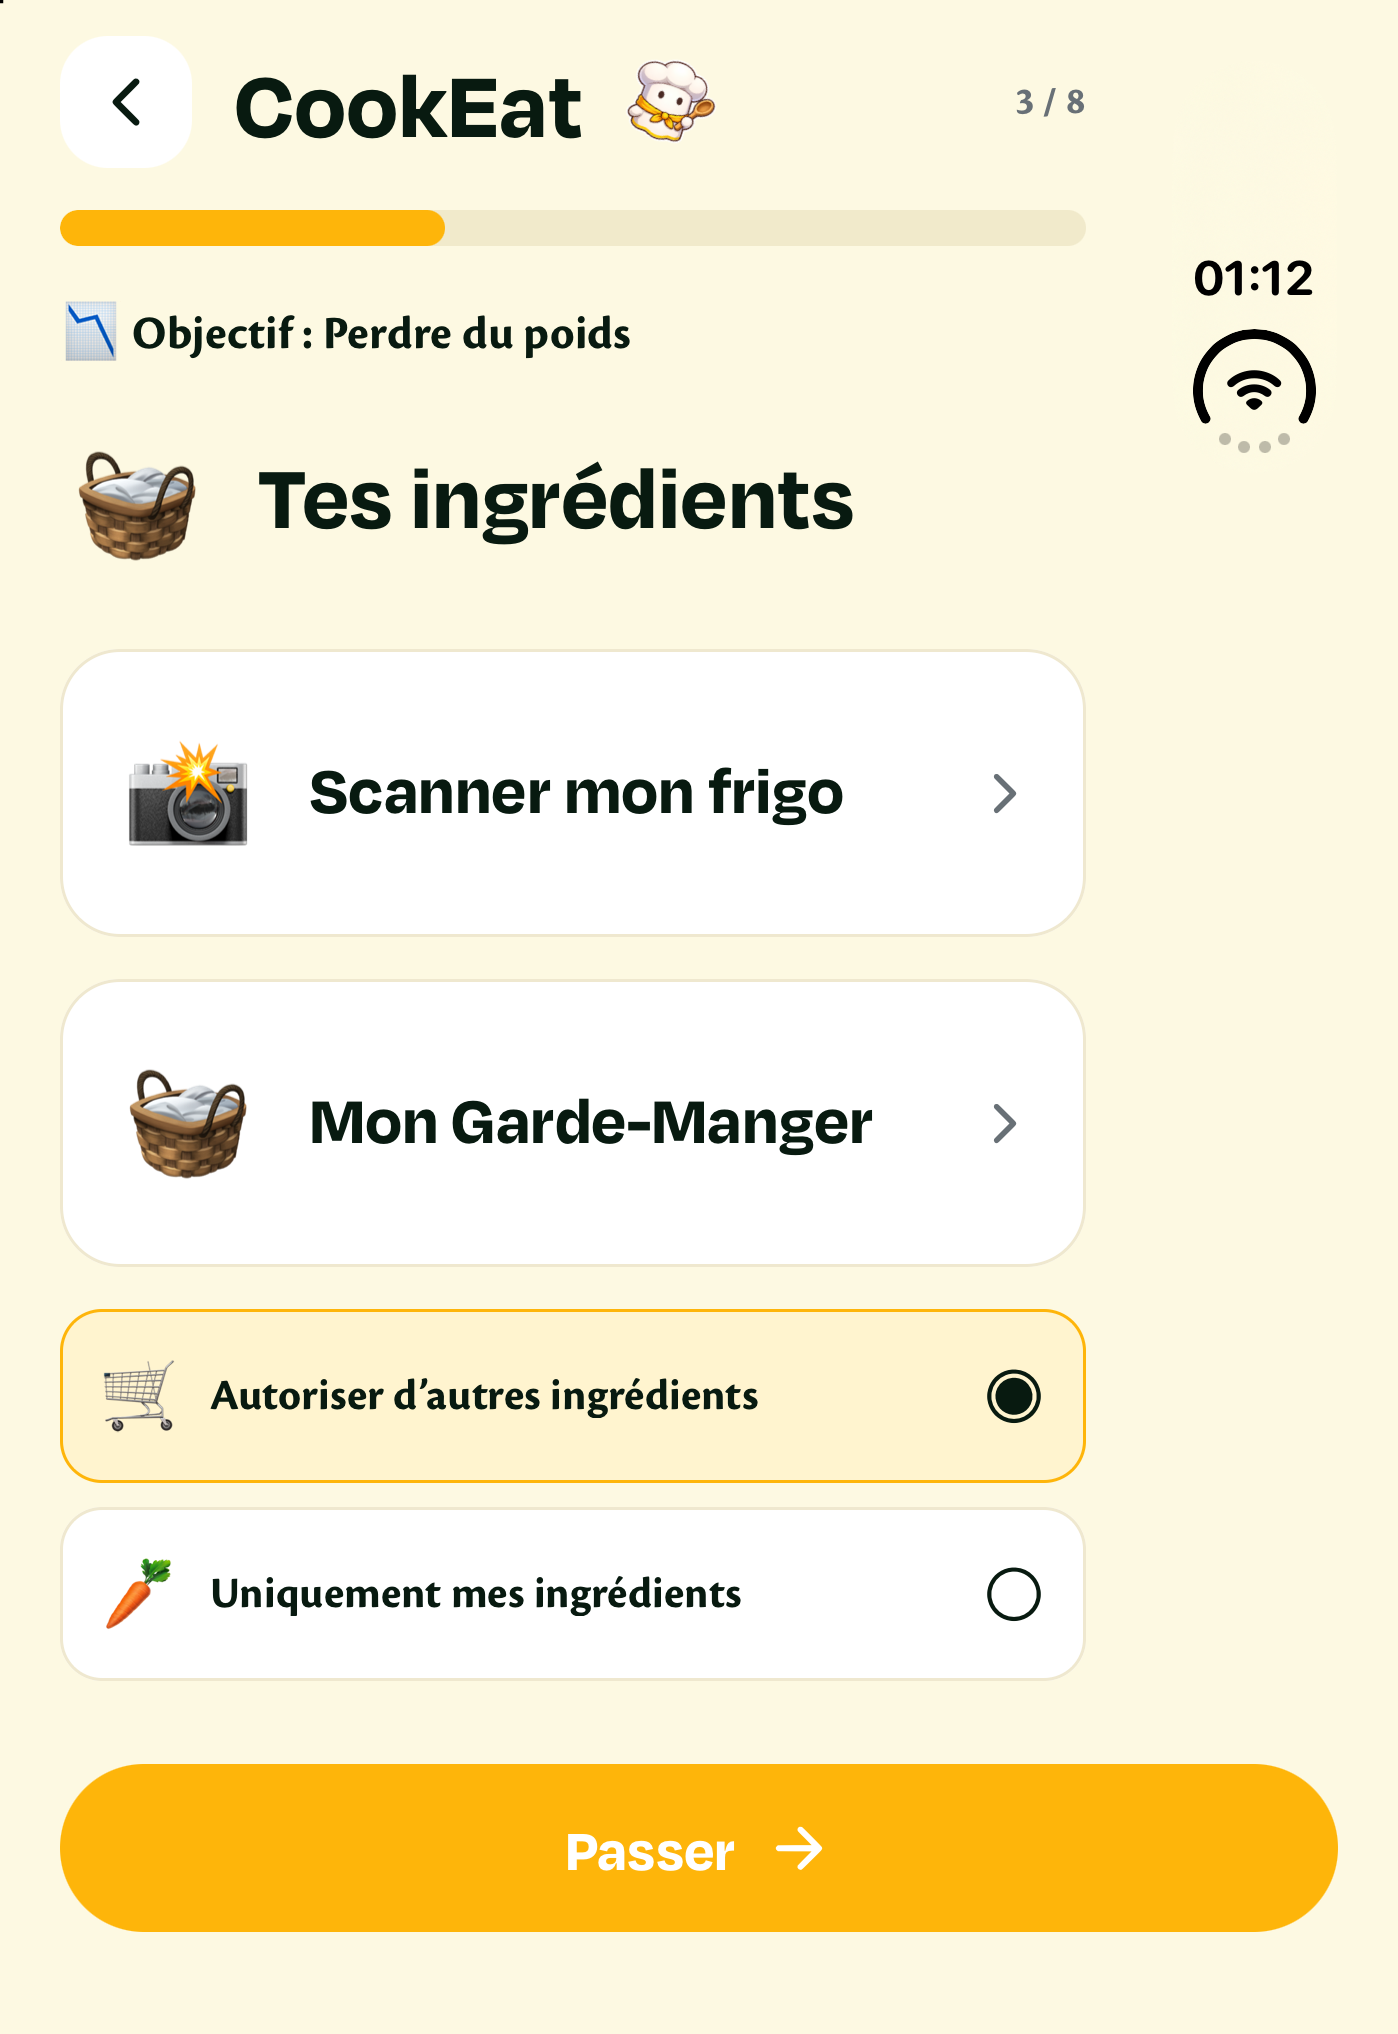 CookEat
3 / 8
01:12
Objectif : Perdre du poids
Tes ingrédients
Scanner mon frigo
Mon Garde-Manger
Autoriser d’autres ingrédients
Uniquement mes ingrédients
Passer →